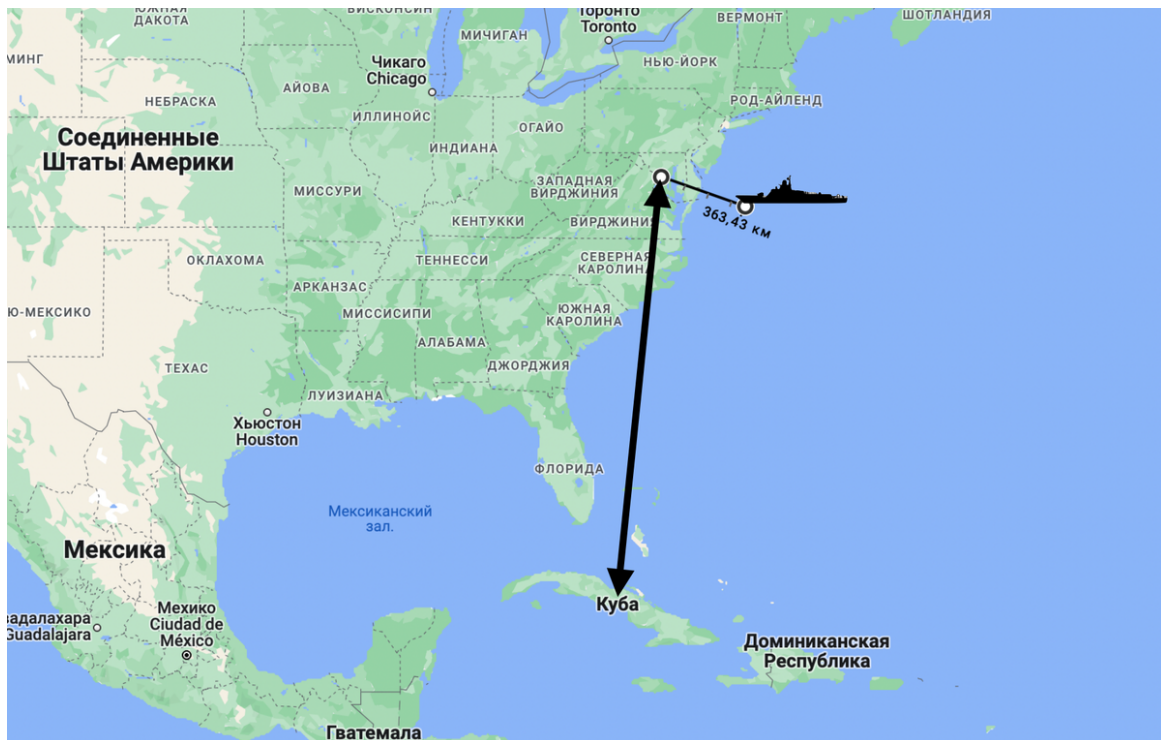 ЮЖНАЯ
ДАКОТА
ВИСКОНСИН
МИЧИГАН
Торонто
Toronto
ВЕРМОНТ
ШОТЛАНДИЯ
МИНГ
Чикаго
Chicago
НЬЮ-ЙОРК
НЕБРАСКА
АЙОВА
РОД-АЙЛЕНД
ИЛЛИНОЙС
ОГАЙО
Соединенные
Штаты Америки
ИНДИАНА
МИССУРИ
ЗАПАДНАЯ
ВИРДЖИНИЯ
363,43 км
КЕНТУККИ
ВИРДЖИНИЯ
ОКЛАХОМА
ТЕННЕССИ
СЕВЕРНАЯ
КАРОЛИНА
АРКАНЗАС
Ю-МЕКСИКО
МИССИСИПИ
ЮЖНАЯ
КАРОЛИНА
АЛАБАМА
ТЕХАС
ДЖОРДЖИЯ
ЛУИЗИАНА
Хьюстон
Houston
ФЛОРИДА
Мексиканский
зал.
Мексика
Куба
Мехико
Ciudad de
México
вадалахара
Guadalajara
Доминиканская
Республика
Гватемала